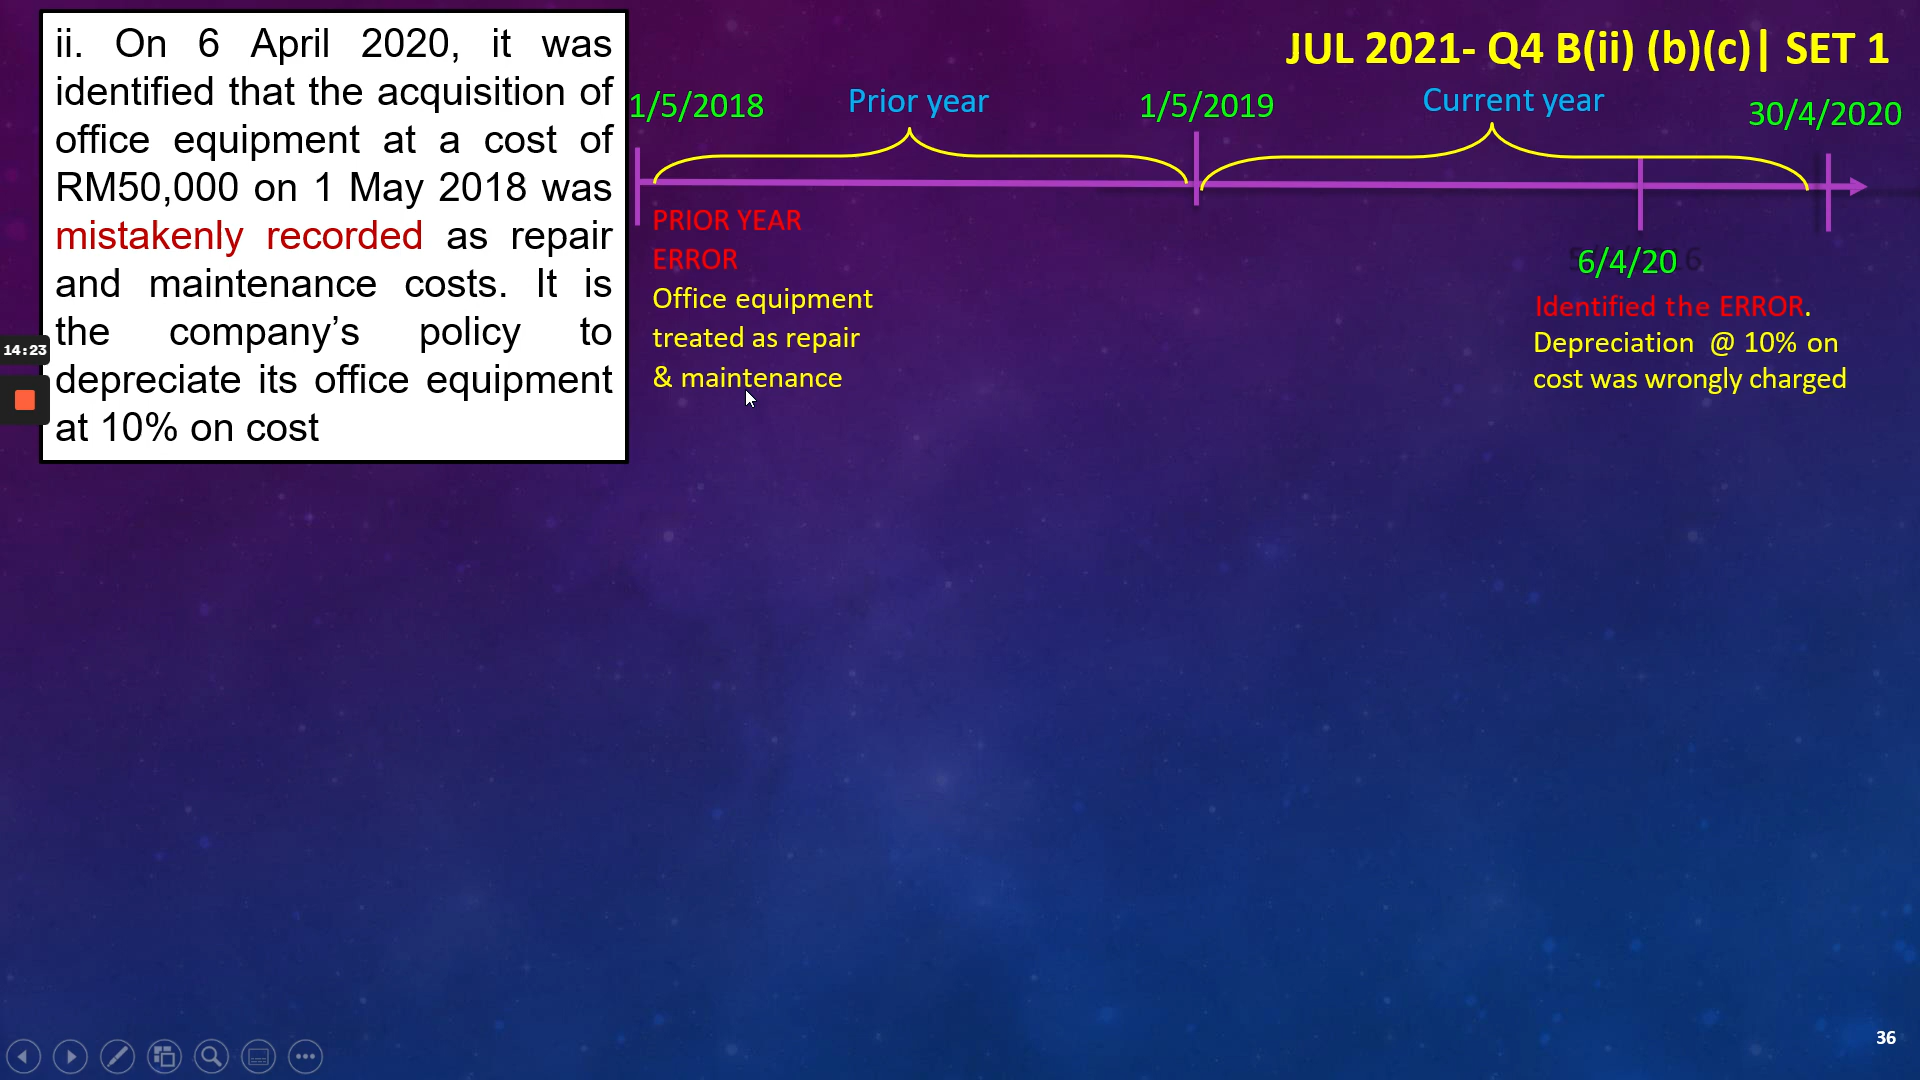 ii. On 6 April 2020, it was
identified that the acquisition of
office equipment at a cost of
RM50,000 on 1 May 2018 was
mistakenly recorded as repair
and maintenance costs. It is
the company’s policy to
depreciate its office equipment
at 10% on cost
14:23
JUL 2021- Q4 B(ii) (b)(c)| SET 1
1/5/2018
Prior year
1/5/2019
Current year
30/4/2020
PRIOR YEAR
ERROR
Office equipment
treated as repair
& maintenance
6/4/20
Identified the ERROR.
Depreciation @ 10% on
cost was wrongly charged
36